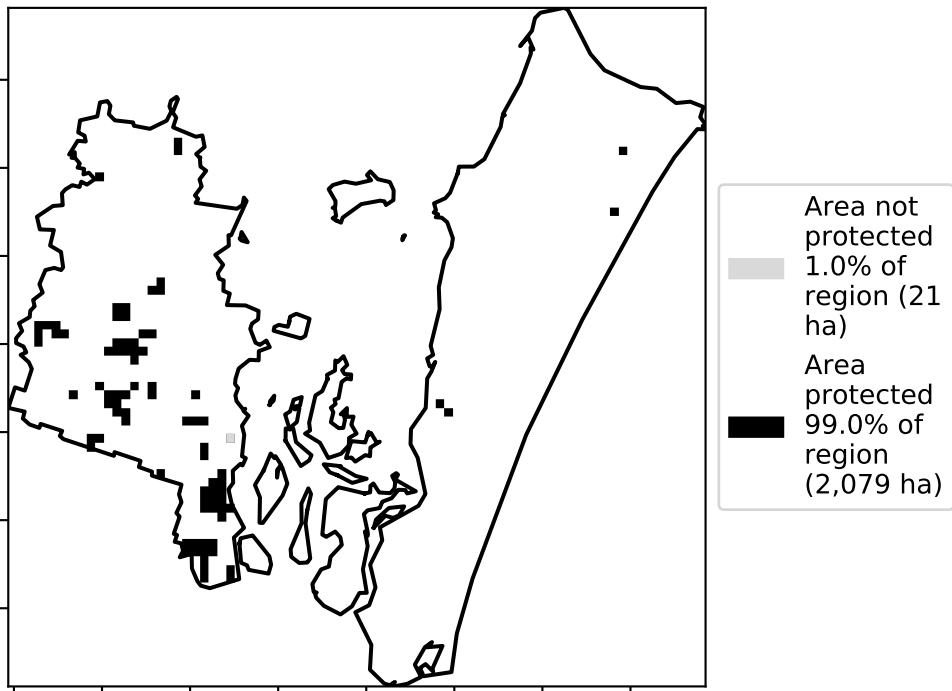 Area not
protected
1.0% of
region (21
ha)
Area
protected
99.0% of
region
(2,079 ha)